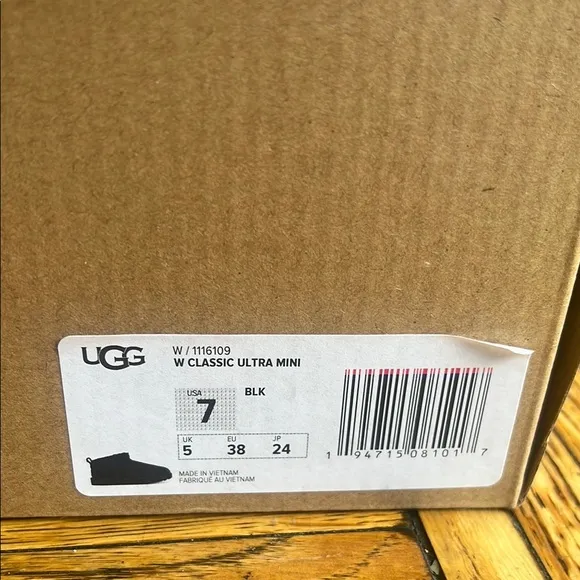 UGG
W / 1116109
W CLASSIC ULTRA MINI
USA
7
BLK
UK EU JP
5 38 24
MADE IN VIETNAM
FABRIQUÉ AU VIETNAM
1 94715 08101 7